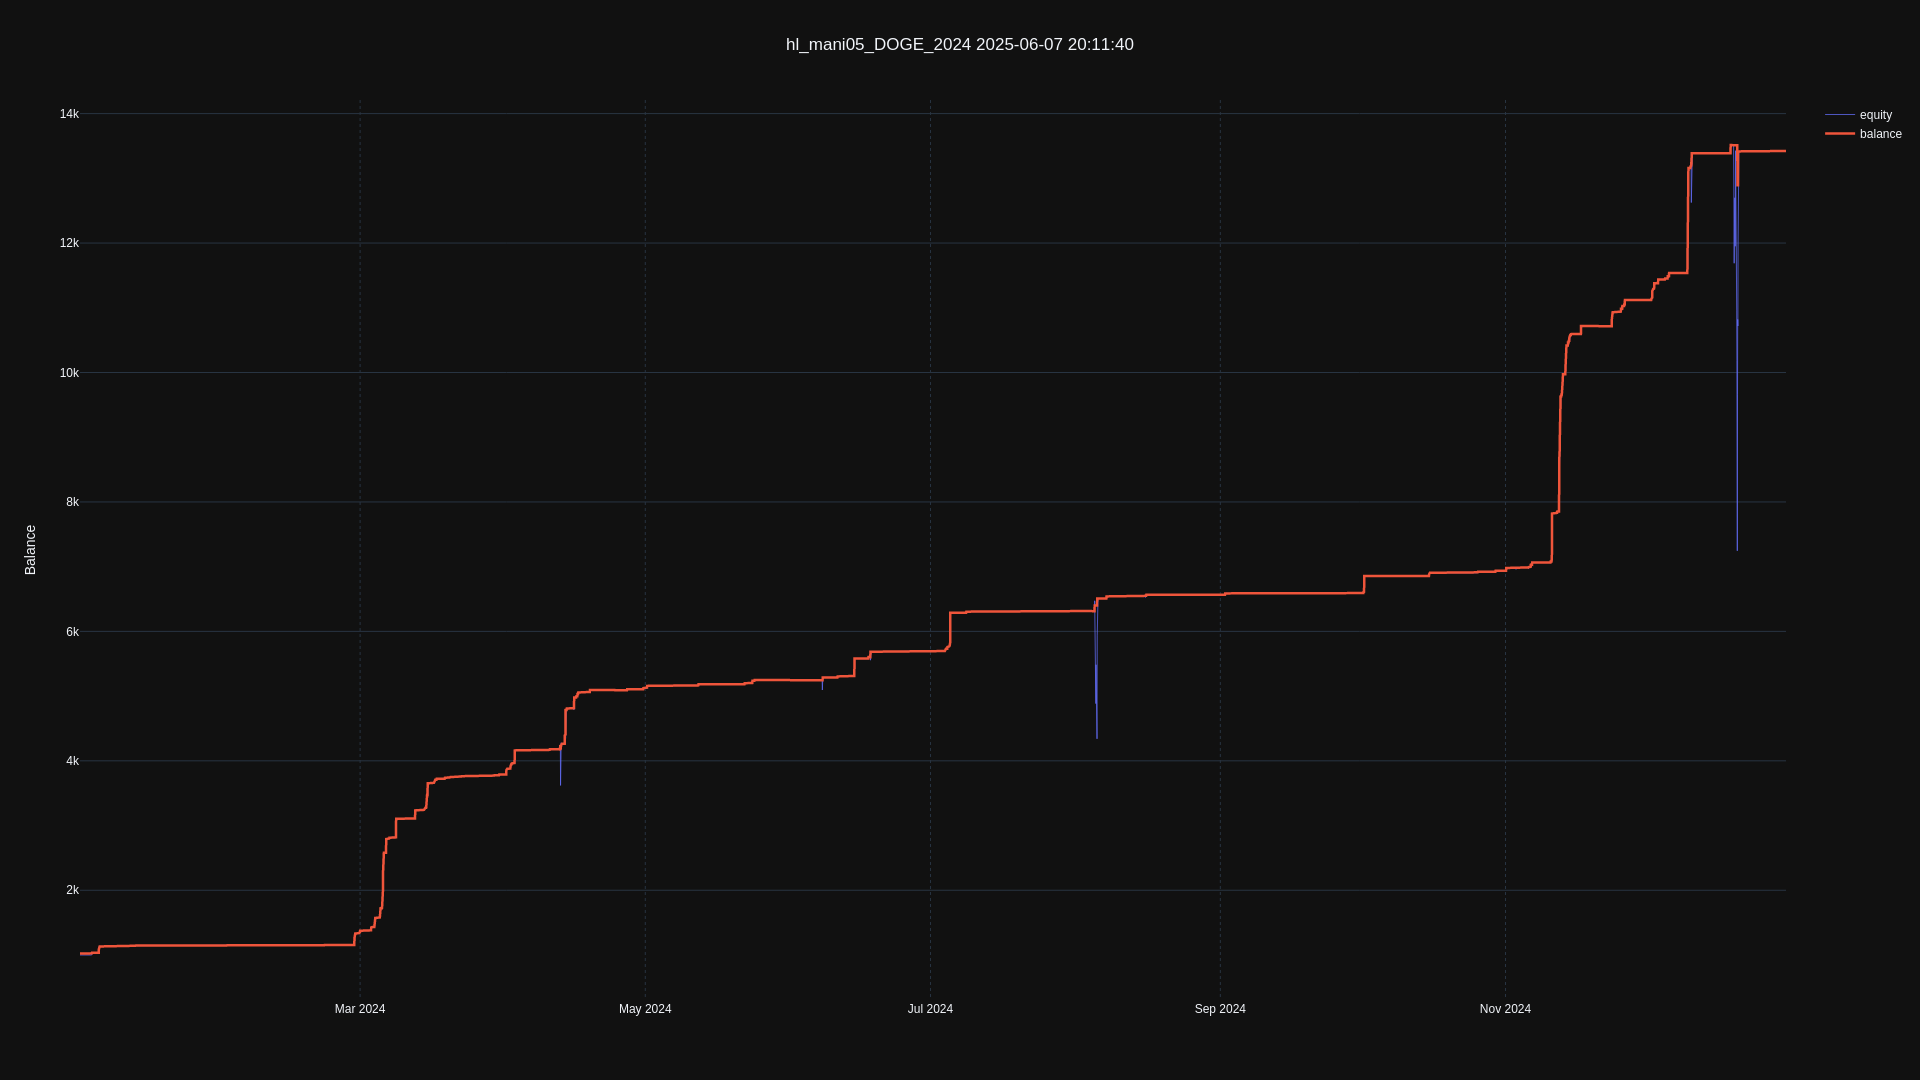 hl_mani05_DOGE_2024 2025-06-07 20:11:40
14k
12k
10k
8k
6k
4k
2k
Balance
Mar 2024
May 2024
Jul 2024
Sep 2024
Nov 2024
equity
balance